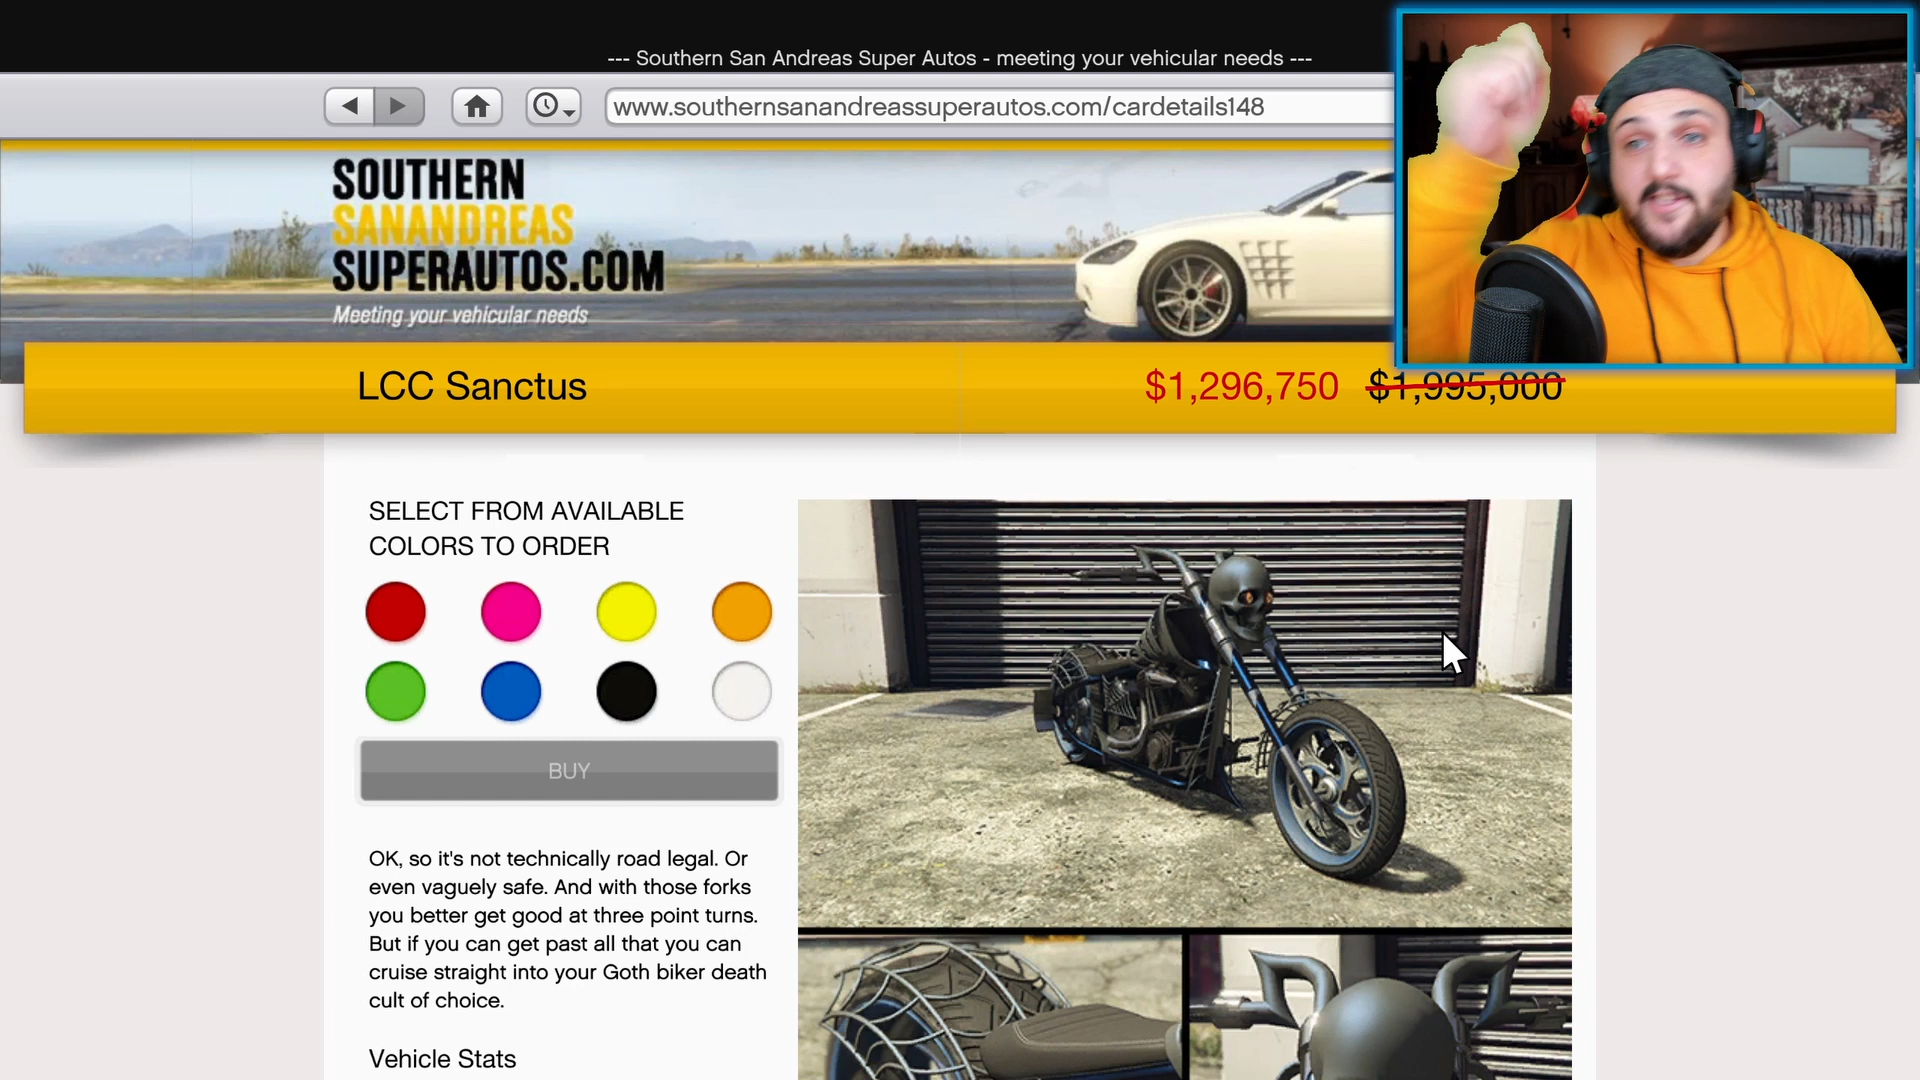 --- Southern San Andreas Super Autos - meeting your vehicular needs ---
www.southernsanandreassuperautos.com/cardetails148
SOUTHERN
SANANDREAS
SUPERAUTOS.COM
Meeting your vehicular needs
LCC Sanctus
$1,296,750 $1,995,000
SELECT FROM AVAILABLE
COLORS TO ORDER
BUY
OK, so it's not technically road legal. Or
even vaguely safe. And with those forks
you better get good at three point turns.
But if you can get past all that you can
cruise straight into your Goth biker death
cult of choice.
Vehicle Stats